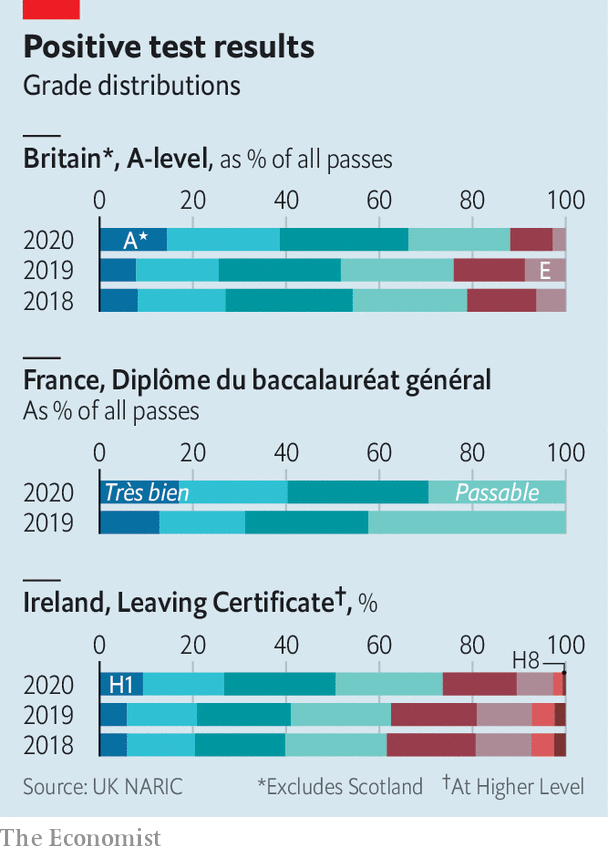 Positive test results
Grade distributions
Britain*, A-level, as % of all passes
0 20 40 60 80 100
2020 A*
2019 E
2018
France, Diplôme du baccalauréat général
As % of all passes
0 20 40 60 80 100
2020 Très bien Passable
2019
Ireland, Leaving Certificate†, %
0 20 40 60 80 100
H8
2020 H1
2019
2018
Source: UK NARIC *Excludes Scotland †At Higher Level
The Economist